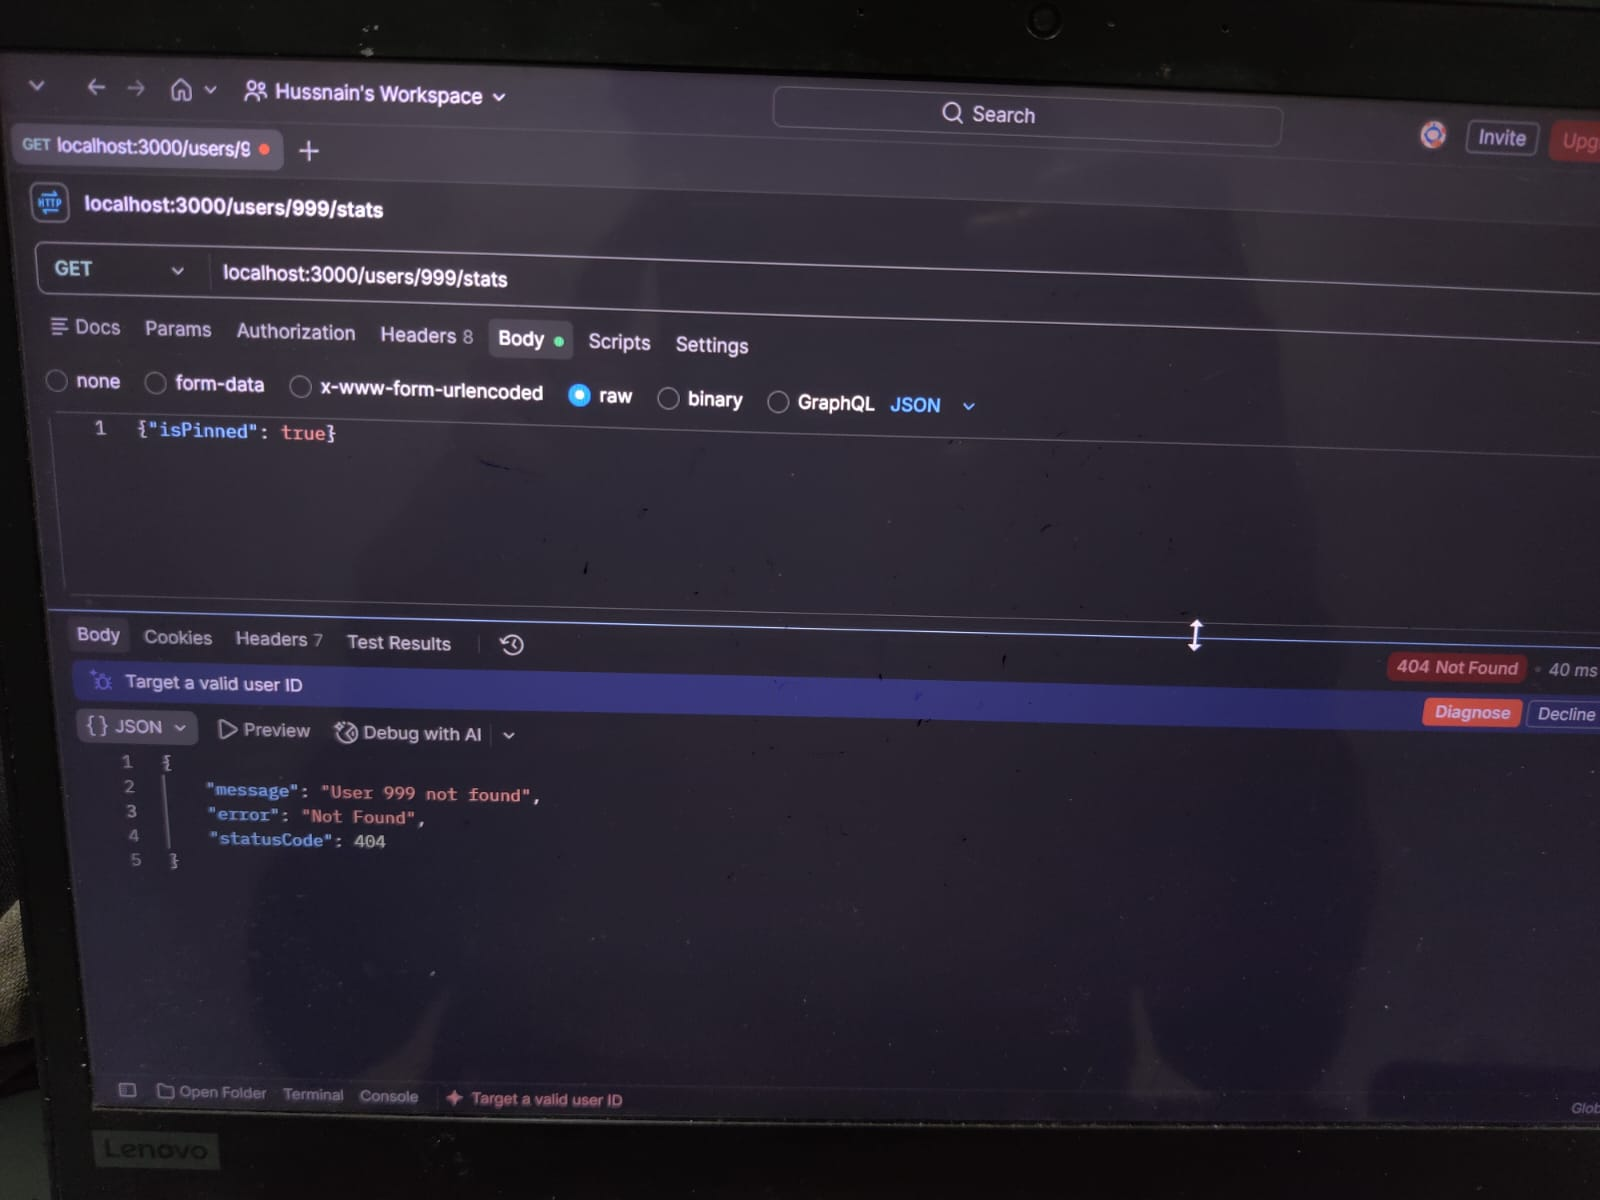 Hussnain's Workspace
Search
Invite
GET localhost:3000/users/9
+
HTTP localhost:3000/users/999/stats
GET localhost:3000/users/999/stats
Docs Params Authorization Headers 8 Body Scripts Settings
none form-data x-www-form-urlencoded raw binary GraphQL JSON
1 {"isPinned": true}
Body Cookies Headers 7 Test Results
404 Not Found • 40 ms
Target a valid user ID
Diagnose Decline
{} JSON Preview Debug with AI
1 {
2 "message": "User 999 not found",
3 "error": "Not Found",
4 "statusCode": 404
5 }
Open Folder Terminal Console Target a valid user ID
Lenovo